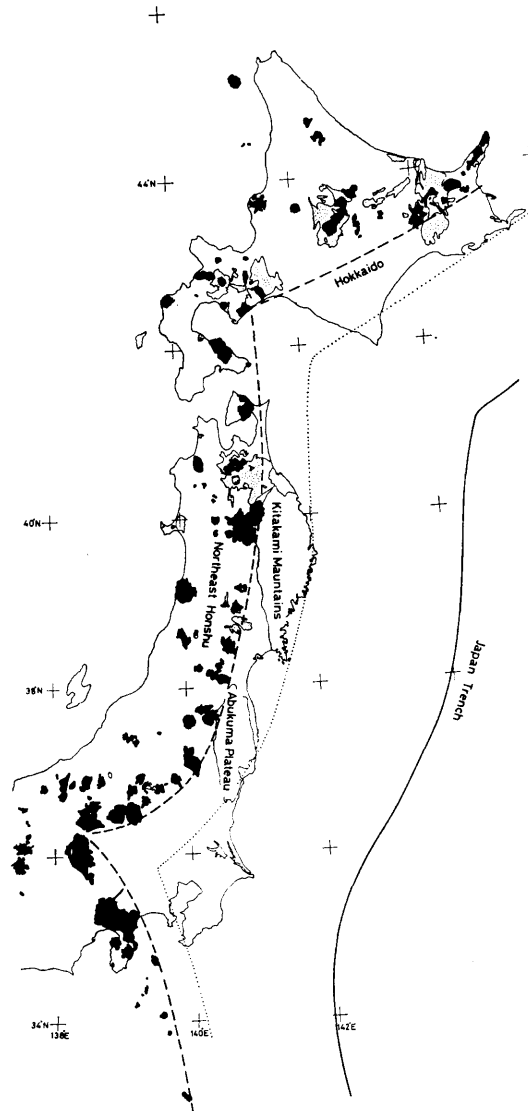 44°N
Hokkaido
40°N
Kitakami Mauntains
Northeast Honshu
Japan Trench
38°N
Abukuma Plateau
34°N
138°E
140°E
142°E